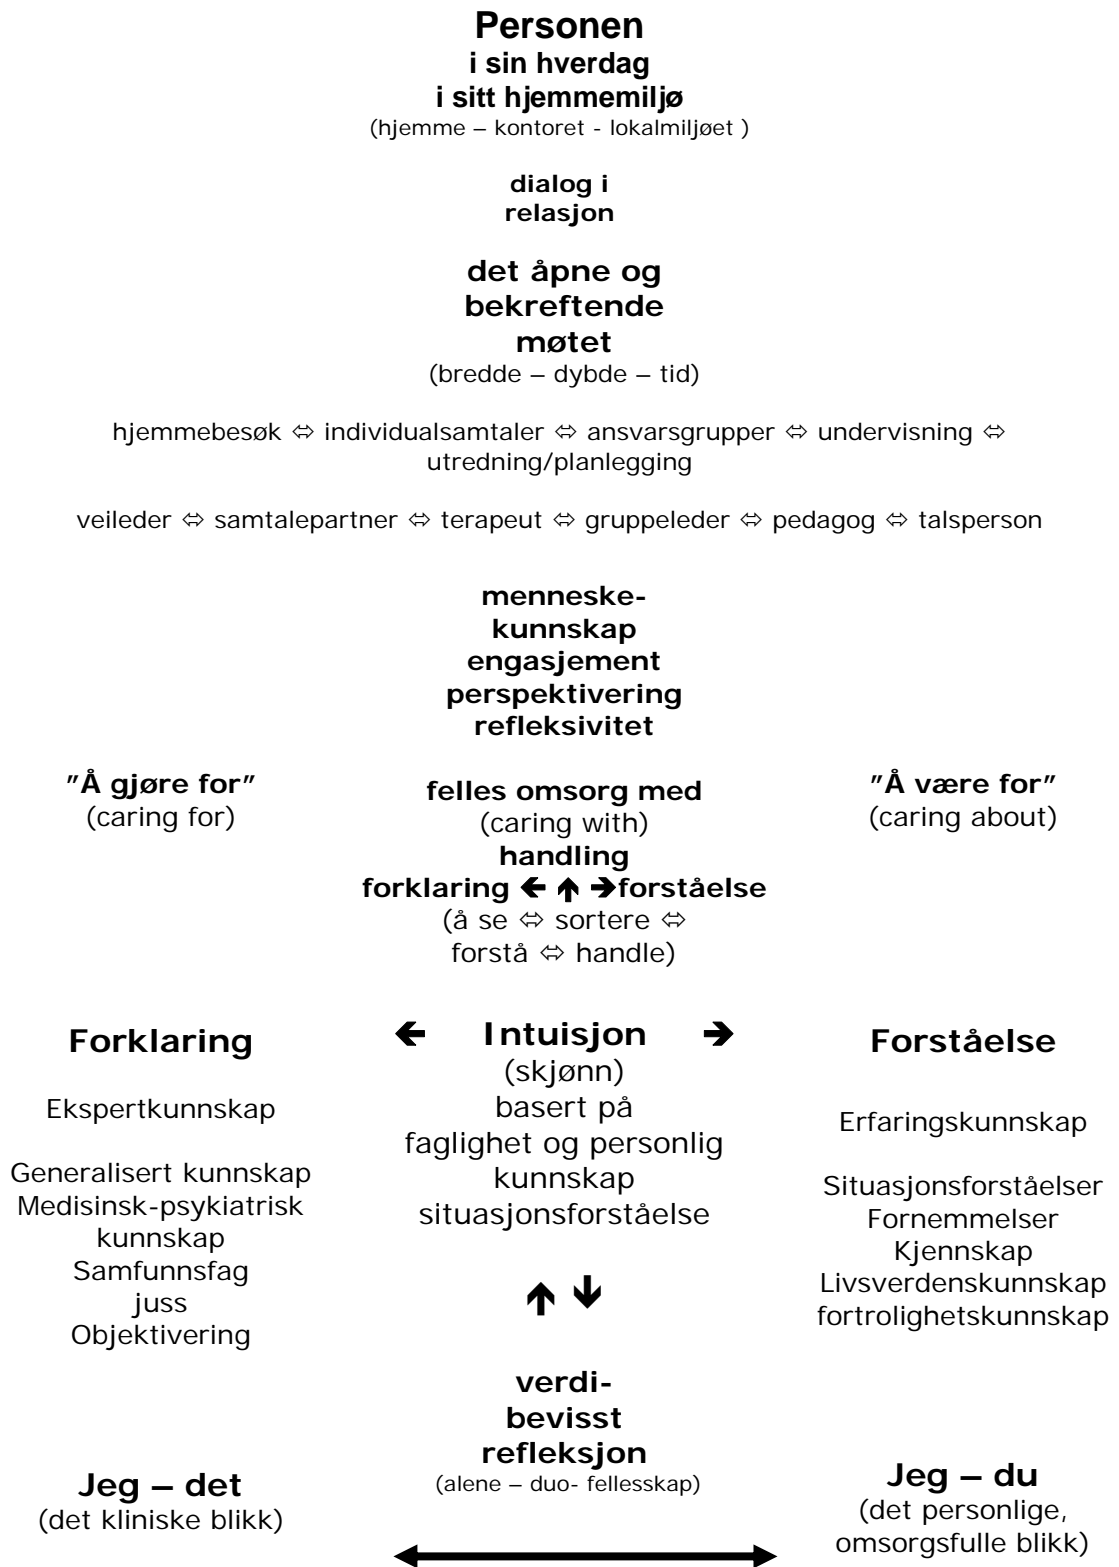 Personen
i sin hverdag
i sitt hjemmemiljø
(hjemme – kontoret - lokalmiljøet )
dialog i
relasjon
det åpne og
bekreftende
møtet
(bredde – dybde – tid)
hjemmebesøk ⬄ individualsamtaler ⬄ ansvarsgrupper ⬄ undervisning ⬄
utredning/planlegging
veileder ⬄ samtalepartner ⬄ terapeut ⬄ gruppeleder ⬄ pedagog ⬄ talsperson
menneske-
kunnskap
engasjement
perspektivering
refleksivitet
"Å gjøre for"
(caring for)
felles omsorg med
(caring with)
handling
forklaring 🡸 🡹 🡺forståelse
(å se ⬄ sortere ⬄
forstå ⬄ handle)
"Å være for"
(caring about)
Forklaring
Ekspertkunnskap
Generalisert kunnskap
Medisinsk-psykiatrisk
kunnskap
Samfunnsfag
juss
Objektivering
🡸 Intuisjon 🡺
(skjønn)
basert på
faglighet og personlig
kunnskap
situasjonsforståelse
🡹 🡻
Forståelse
Erfaringskunnskap
Situasjonsforståelser
Fornemmelser
Kjennskap
Livsverdenskunnskap
fortrolighetskunnskap
Jeg – det
(det kliniske blikk)
verdi-
bevisst
refleksjon
(alene – duo- fellesskap)
Jeg – du
(det personlige,
omsorgsfulle blikk)